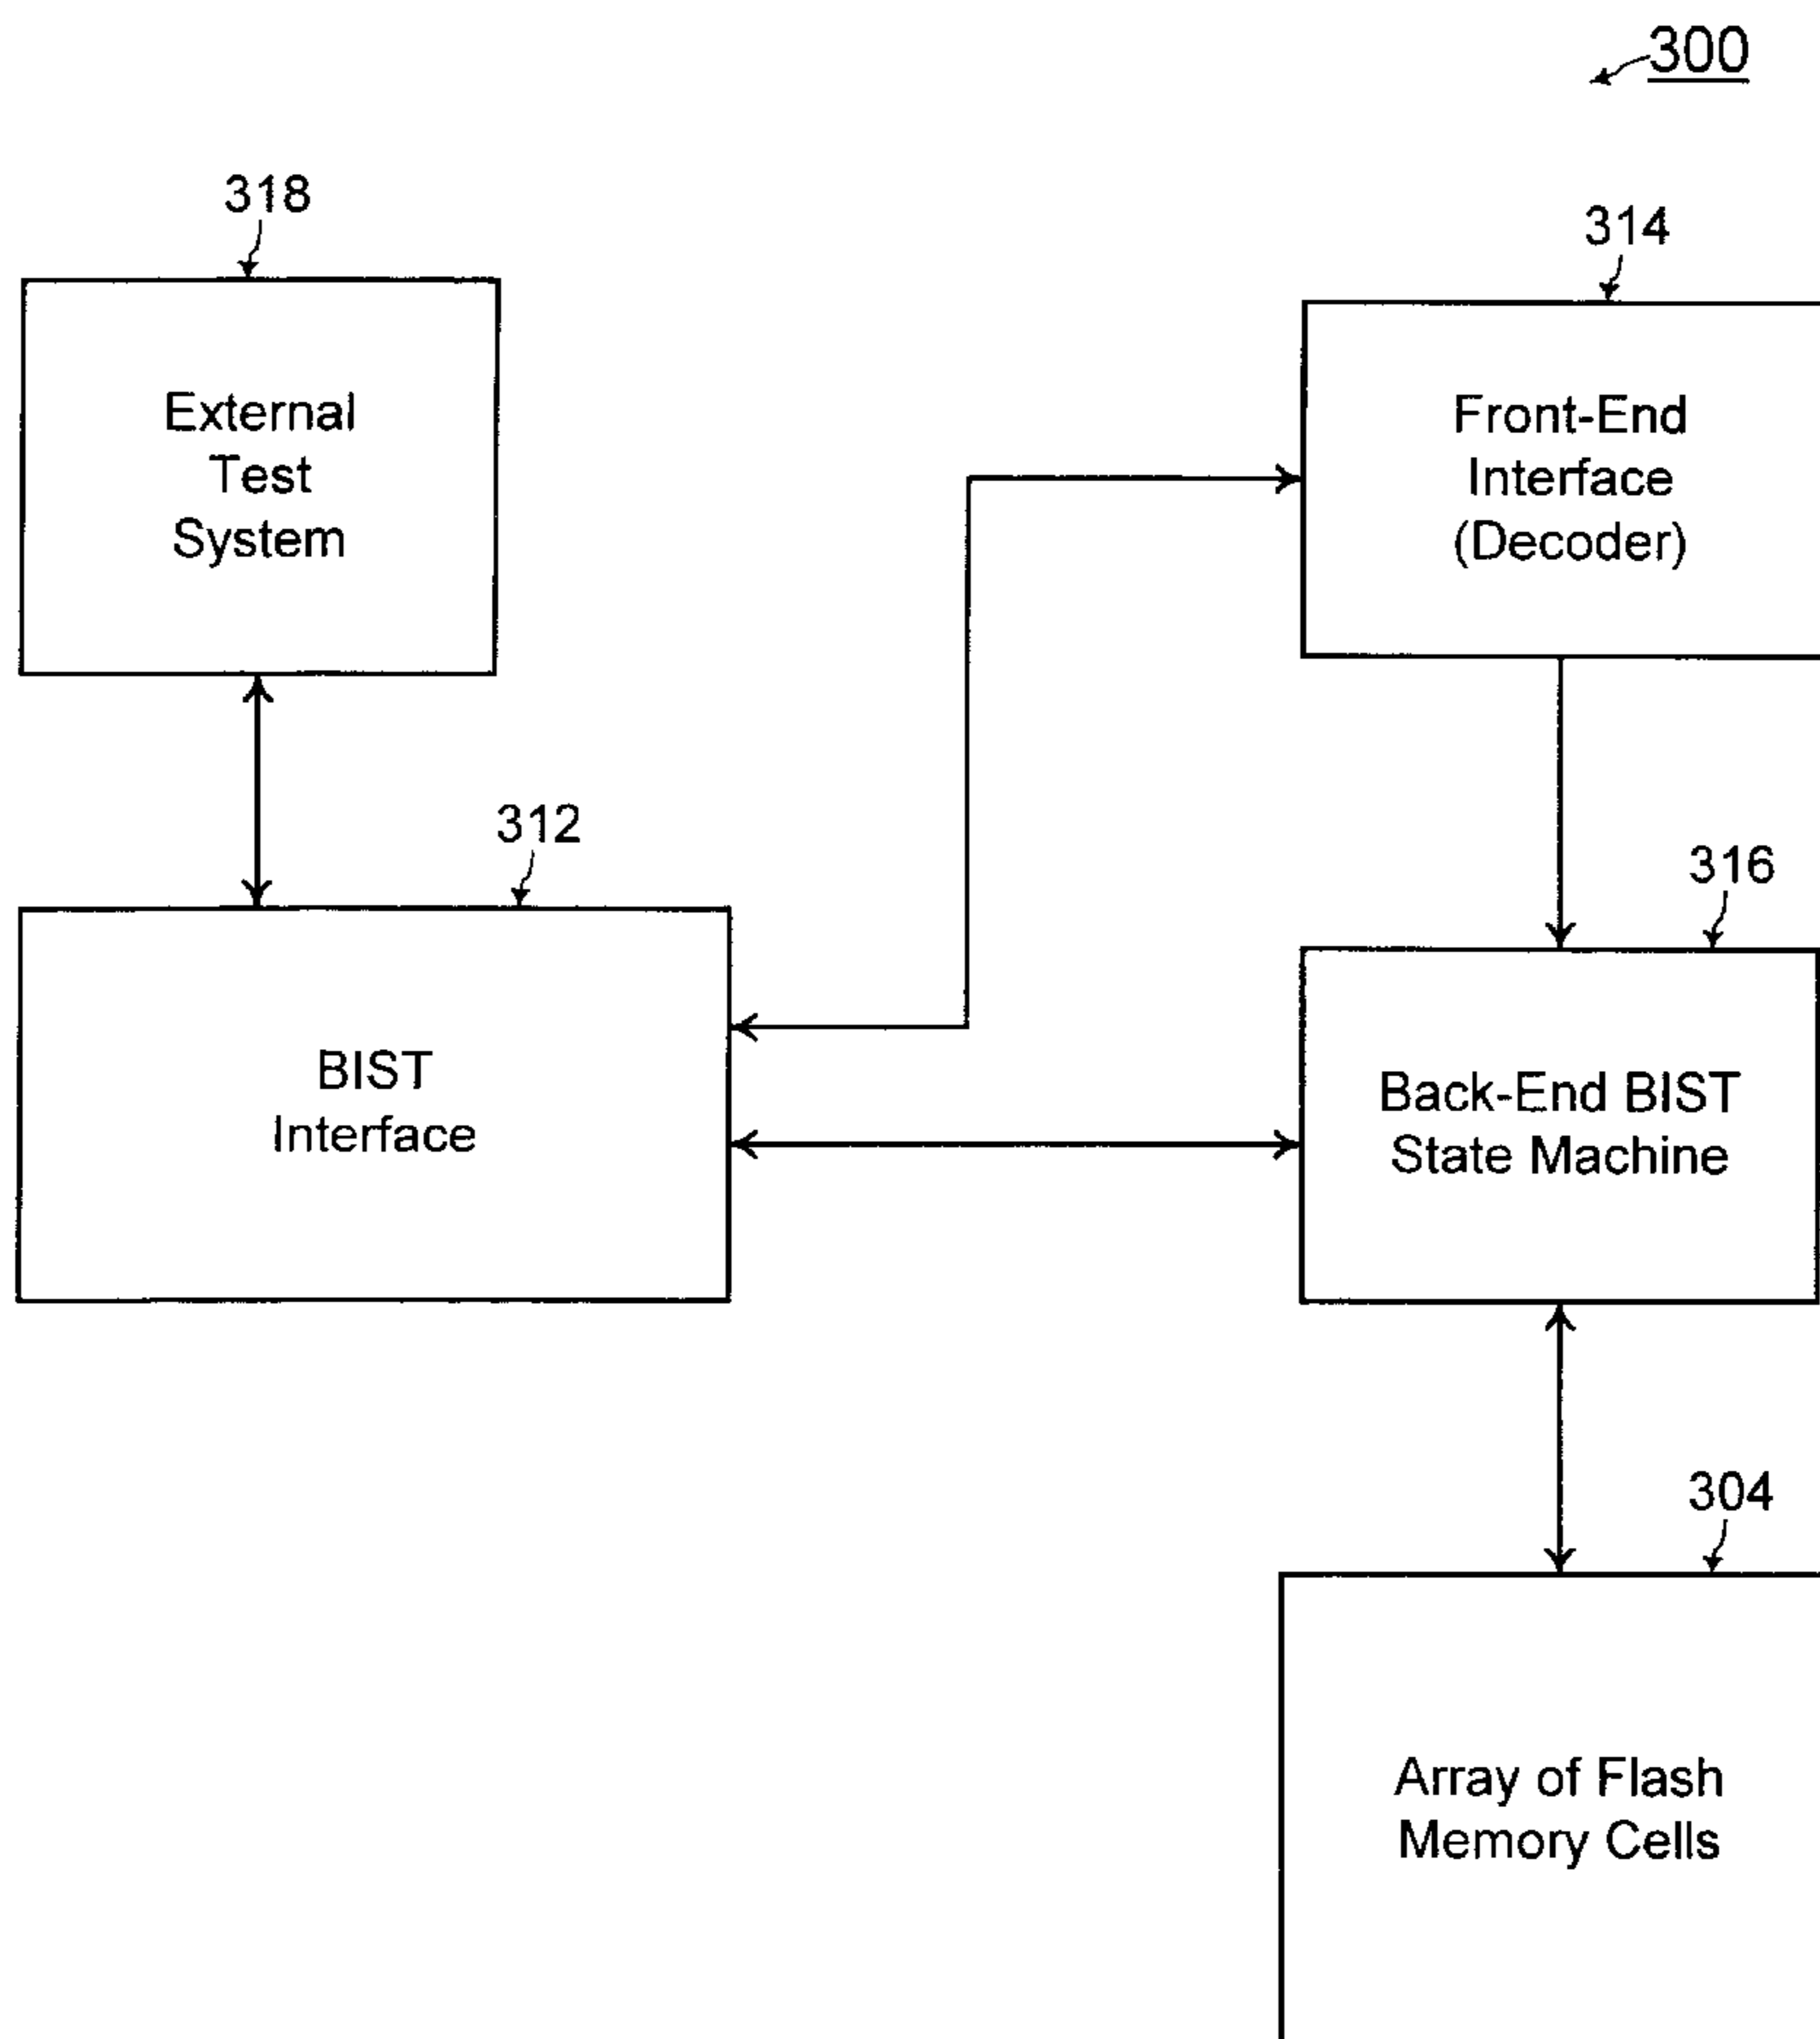 300
318
External
Test
System
314
Front-End
Interface
(Decoder)
312
BIST
Interface
316
Back-End BIST
State Machine
304
Array of Flash
Memory Cells